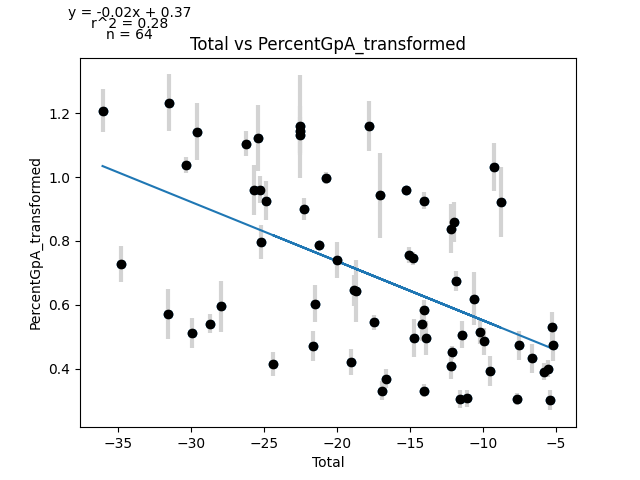 y = -0.02x + 0.37
r^2 = 0.28
n = 64
Total vs PercentGpA_transformed
PercentGpA_transformed
1.2
1.0
0.8
0.6
0.4
−35 −30 −25 −20 −15 −10 −5
Total